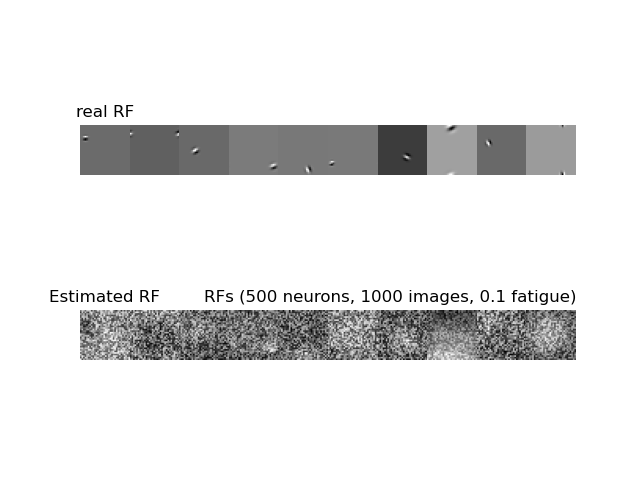 real RF
Estimated RF
RFs (500 neurons, 1000 images, 0.1 fatigue)